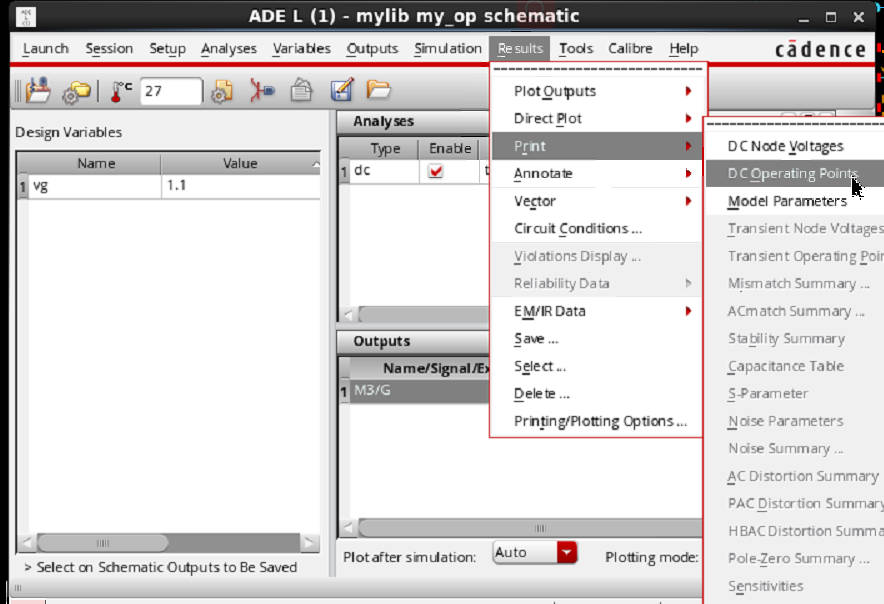 ADE L (1) - mylib my_op schematic
Launch Session Setup Analyses Variables Outputs Simulation Results Tools Calibre Help cādence
°C 27
Design Variables
Name Value
1 vg 1.1
> Select on Schematic Outputs to Be Saved
Analyses
Type Enable
1 dc t
Outputs
Name/Signal/Ex
1 M3/G
Plot after simulation: Auto Plotting mode:
Plot Outputs
Direct Plot
Print
Annotate
Vector
Circuit Conditions ...
Violations Display ...
Reliability Data
EM/IR Data
Save ...
Select ...
Delete ...
Printing/Plotting Options ...
DC Node Voltages
DC Operating Points
Model Parameters
Transient Node Voltages
Transient Operating Poin
Mismatch Summary ...
ACmatch Summary ...
Stability Summary
Capacitance Table
S-Parameter
Noise Parameters
Noise Summary ...
AC Distortion Summary
PAC Distortion Summary
HBAC Distortion Summa
Pole-Zero Summary ...
Sensitivities